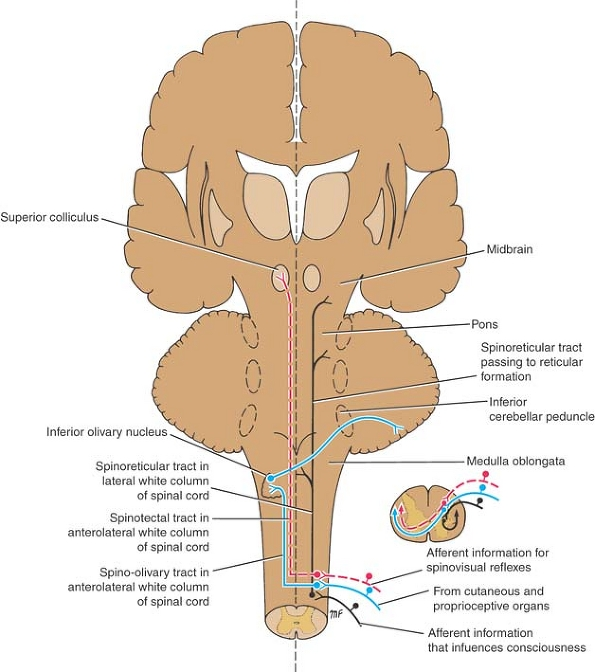 Superior colliculus
Midbrain
Pons
Spinoreticular tract
passing to reticular
formation
Inferior
cerebellar peduncle
Inferior olivary nucleus
Medulla oblongata
Spinoreticular tract in
lateral white column
of spinal cord
Spinotectal tract in
anterolateral white column
of spinal cord
Spino-olivary tract in
anterolateral white column
of spinal cord
Afferent information for
spinovisual reflexes
From cutaneous and
proprioceptive organs
Afferent information
that infuences consciousness
MF